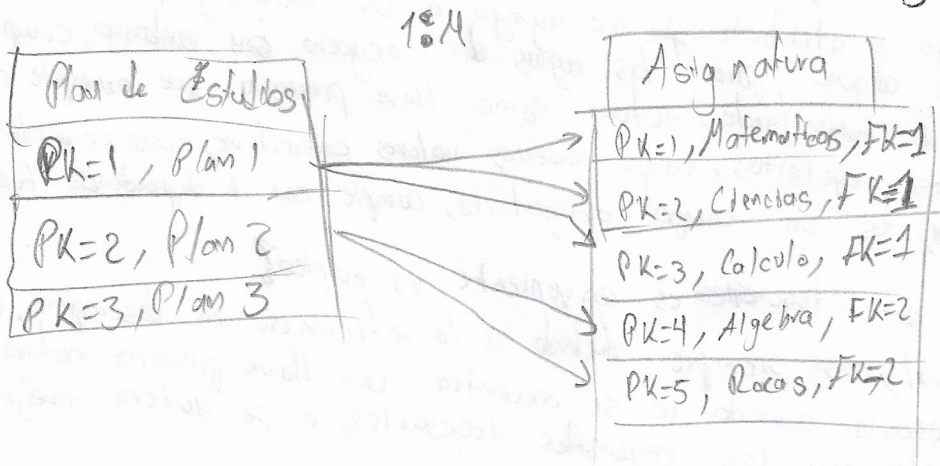 1:M
Plan de Estudios
PK=1, Plan 1
PK=2, Plan 2
PK=3, Plan 3
Asignatura
PK=1, Matematicas, FK=1
PK=2, Ciencias, FK=1
PK=3, Calculo, FK=1
PK=4, Algebra, FK=2
PK=5, Rocas, FK=2